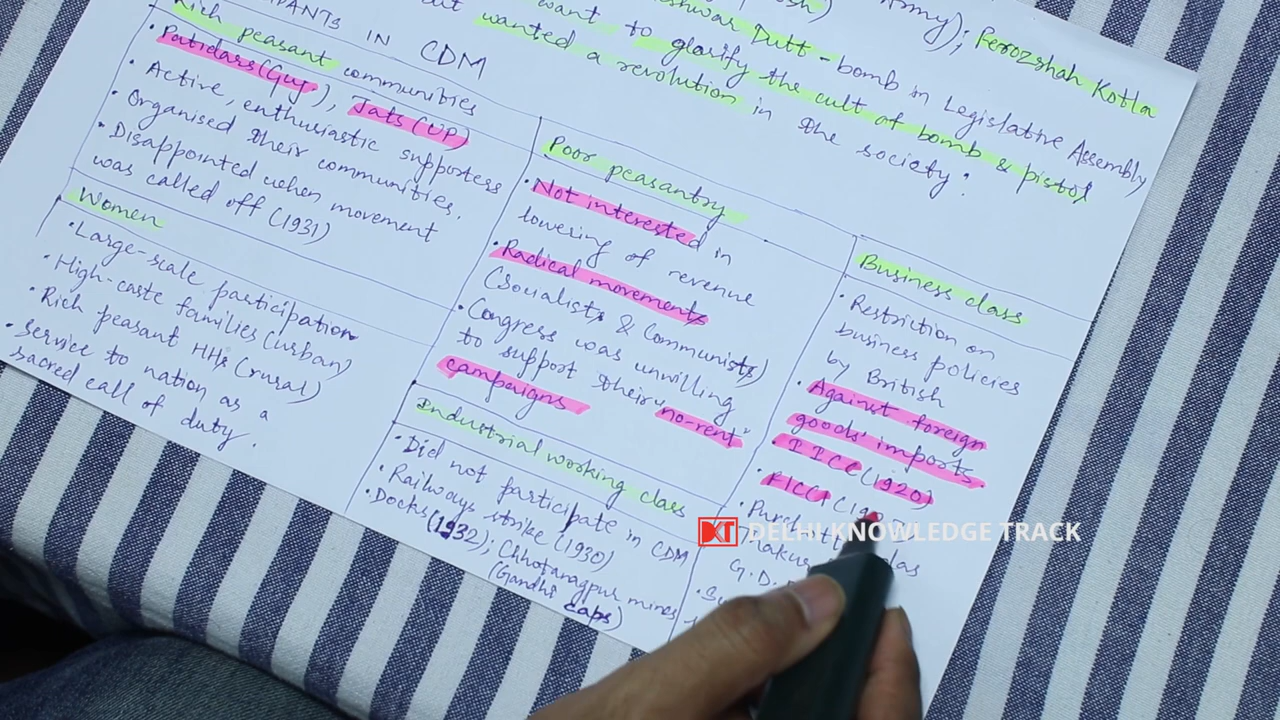 Army); Perozshah Kotla
Dutt - bomb in Legislative Assembly
want to glorify the cult of bomb & pistol
wanted a revolution in the society.
IN CDM
Rich peasant communities
• Patidars (Guj), Jats (UP)
• Active, enthusiastic supporters
• Organised their communities.
• Disappointed when movement
was called off (1931)
Women
• Large-scale participation
• High-caste families (urban)
• Rich peasant HHs (rural)
• Service to nation as a
sacred call of duty.
Poor peasantry
• Not interested in
lowering of revenue
• Radical movements
(Socialists & Communists)
• Congress was unwilling
to support their "no-rent"
campaigns
Industrial working class
• Did not participate in CDM
• Railways strike (1930)
• Docks (1932); Chhotanagpur mines
(Gandhi caps)
Business class
• Restriction on
business policies
by British
• Against foreign
goods' imports
• IICC (1920)
• FICCI
G.D.
DKT DELHI KNOWLEDGE TRACK